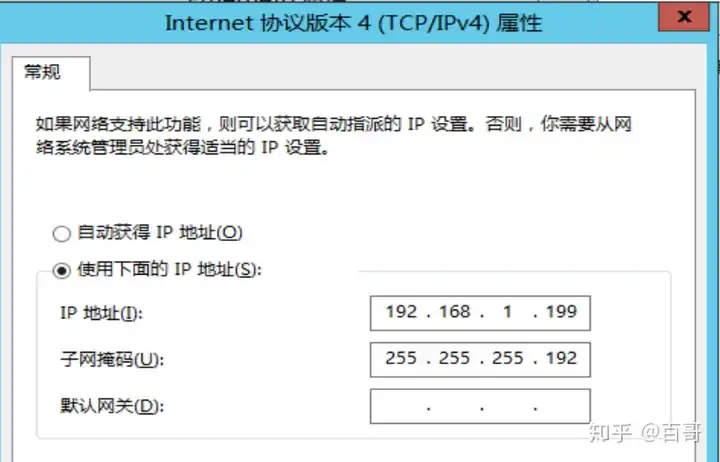 Internet 协议版本 4 (TCP/IPv4) 属性
X
常规
如果网络支持此功能，则可以获取自动指派的 IP 设置。否则，你需要从网
络系统管理员处获得适当的 IP 设置。
自动获得 IP 地址(O)
使用下面的 IP 地址(S):
IP 地址(I): 192 . 168 . 1 . 199
子网掩码(U): 255 . 255 . 255 . 192
默认网关(D): . . .
知乎 @百哥